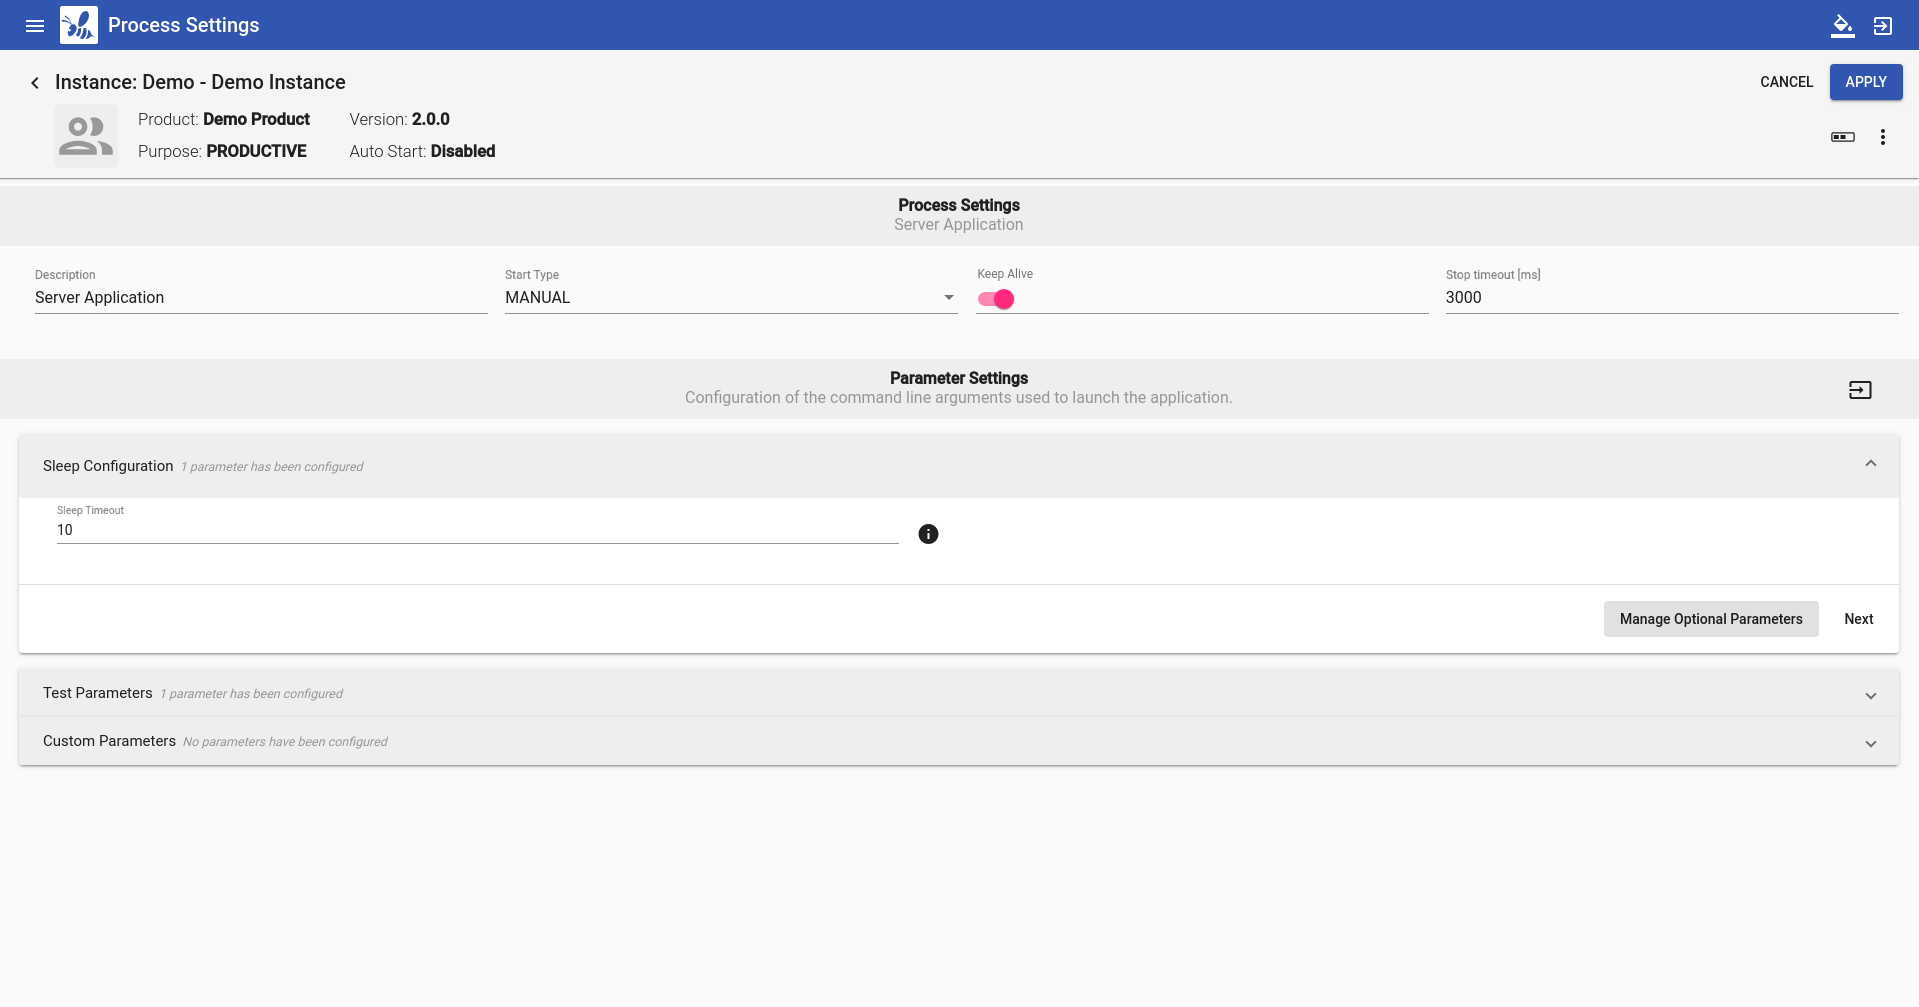 Process Settings
Instance: Demo - Demo Instance
CANCEL
APPLY
Product: Demo Product
Version: 2.0.0
Purpose: PRODUCTIVE
Auto Start: Disabled
Process Settings
Server Application
Description
Start Type
Keep Alive
Stop timeout [ms]
Server Application
MANUAL
3000
Parameter Settings
Configuration of the command line arguments used to launch the application.
Sleep Configuration 1 parameter has been configured
Sleep Timeout
10
Manage Optional Parameters
Next
Test Parameters 1 parameter has been configured
Custom Parameters No parameters have been configured